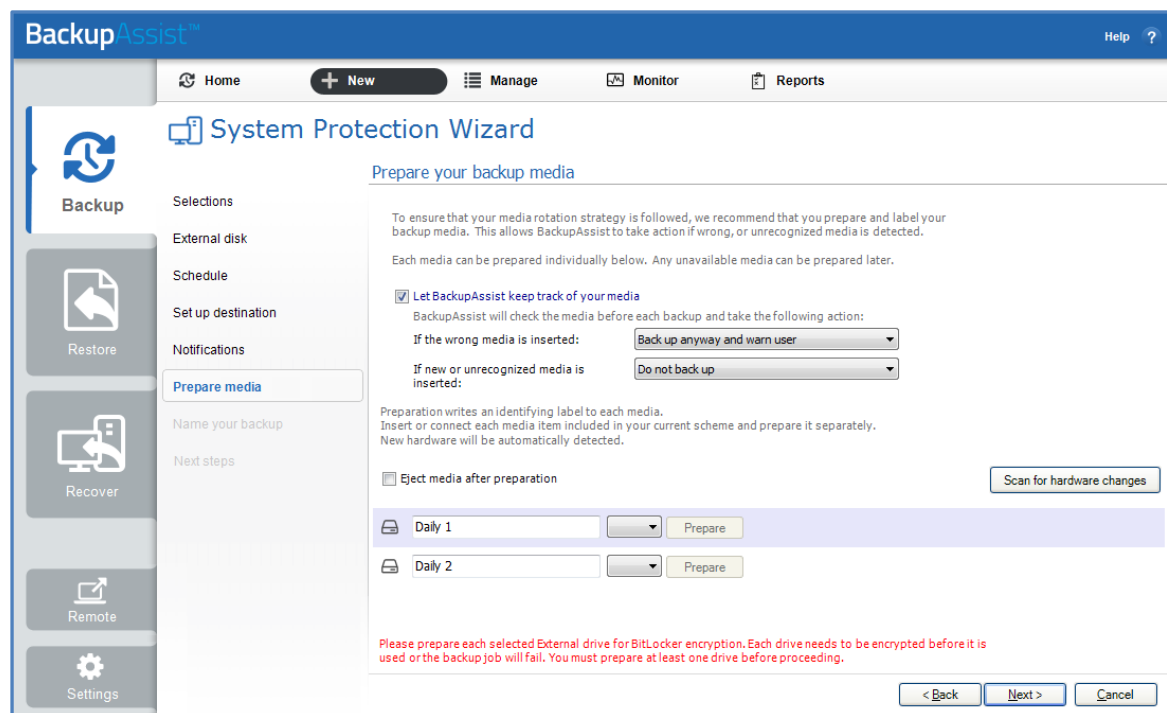 BackupAssist™
Help ?
Home
New
Manage
Monitor
Reports
System Protection Wizard
Backup
Restore
Recover
Remote
Settings
Selections
External disk
Schedule
Set up destination
Notifications
Prepare media
Name your backup
Next steps
Prepare your backup media
To ensure that your media rotation strategy is followed, we recommend that you prepare and label your
backup media. This allows BackupAssist to take action if wrong, or unrecognized media is detected.
Each media can be prepared individually below. Any unavailable media can be prepared later.
Let BackupAssist keep track of your media
BackupAssist will check the media before each backup and take the following action:
If the wrong media is inserted: Back up anyway and warn user
If new or unrecognized media is Do not back up
inserted:
Preparation writes an identifying label to each media.
Insert or connect each media item included in your current scheme and prepare it separately.
New hardware will be automatically detected.
Eject media after preparation Scan for hardware changes
Daily 1 Prepare
Daily 2 Prepare
Please prepare each selected External drive for BitLocker encryption. Each drive needs to be encrypted before it is
used or the backup job will fail. You must prepare at least one drive before proceeding.
< Back Next > Cancel